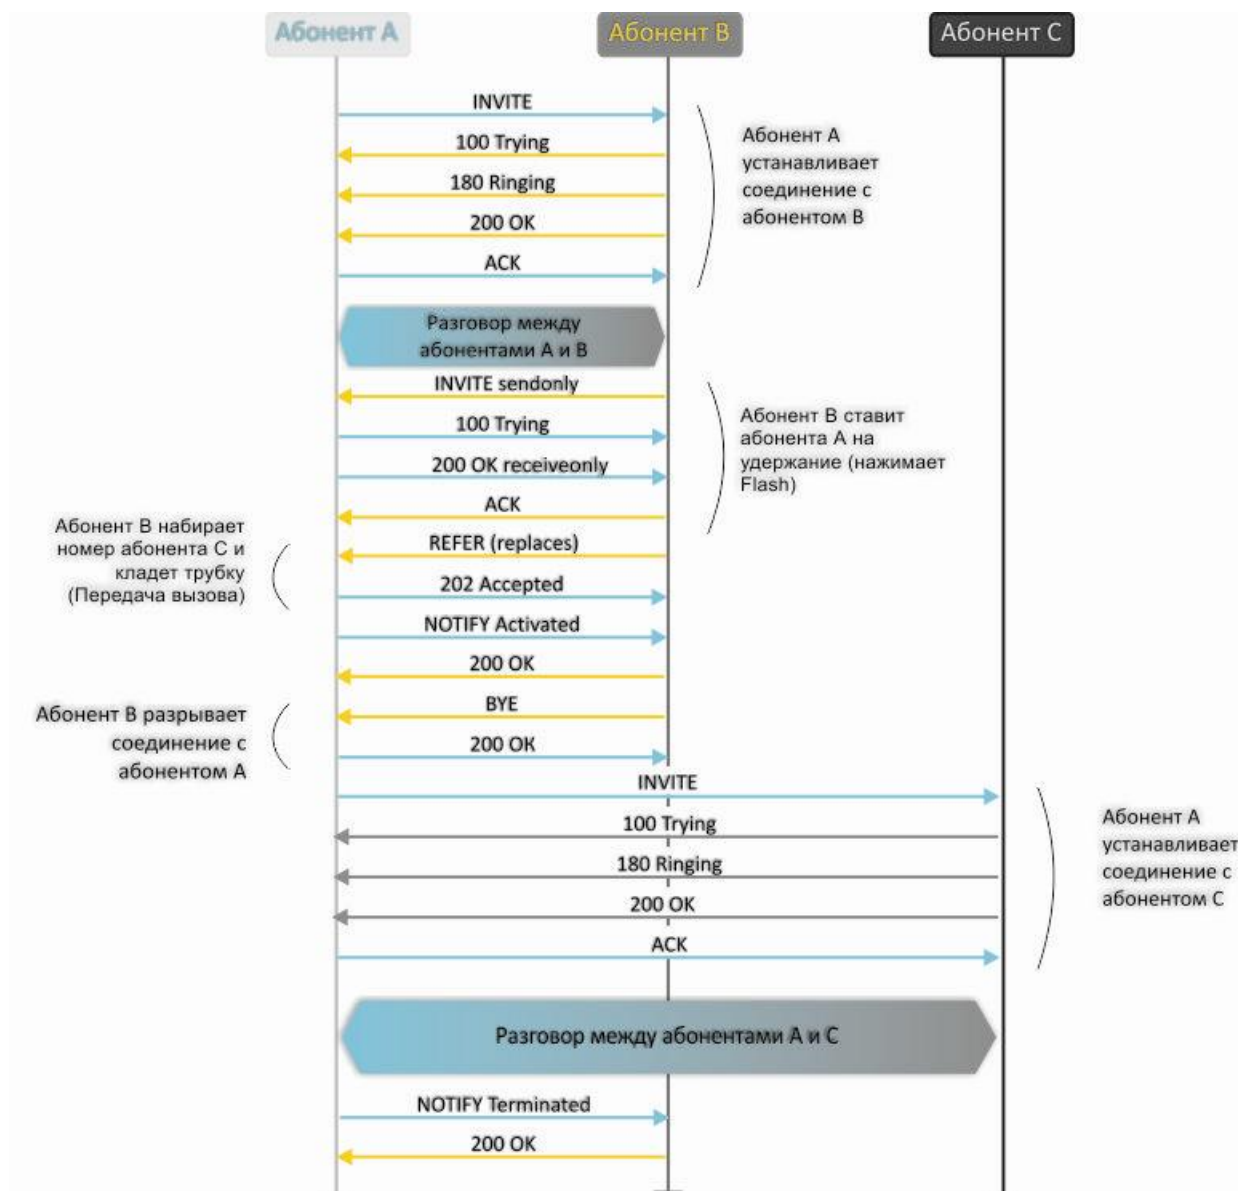 Абонент А
Абонент В
Абонент С
INVITE
100 Trying
180 Ringing
200 OK
ACK
Абонент А
устанавливает
соединение с
абонентом В
Разговор между
абонентами А и В
INVITE sendonly
100 Trying
200 OK receiveonly
ACK
Абонент В ставит
абонента А на
удержание (нажимает
Flash)
REFER (replaces)
202 Accepted
NOTIFY Activated
200 OK
Абонент В набирает
номер абонента С и
кладет трубку
(Передача вызова)
BYE
200 OK
Абонент В разрывает
соединение с
абонентом А
INVITE
100 Trying
180 Ringing
200 OK
ACK
Абонент А
устанавливает
соединение с
абонентом С
Разговор между абонентами А и С
NOTIFY Terminated
200 OK